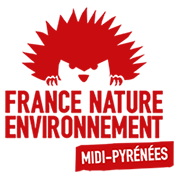 FRANCE NATURE
ENVIRONNEMENT
MIDI-PYRÉNÉES